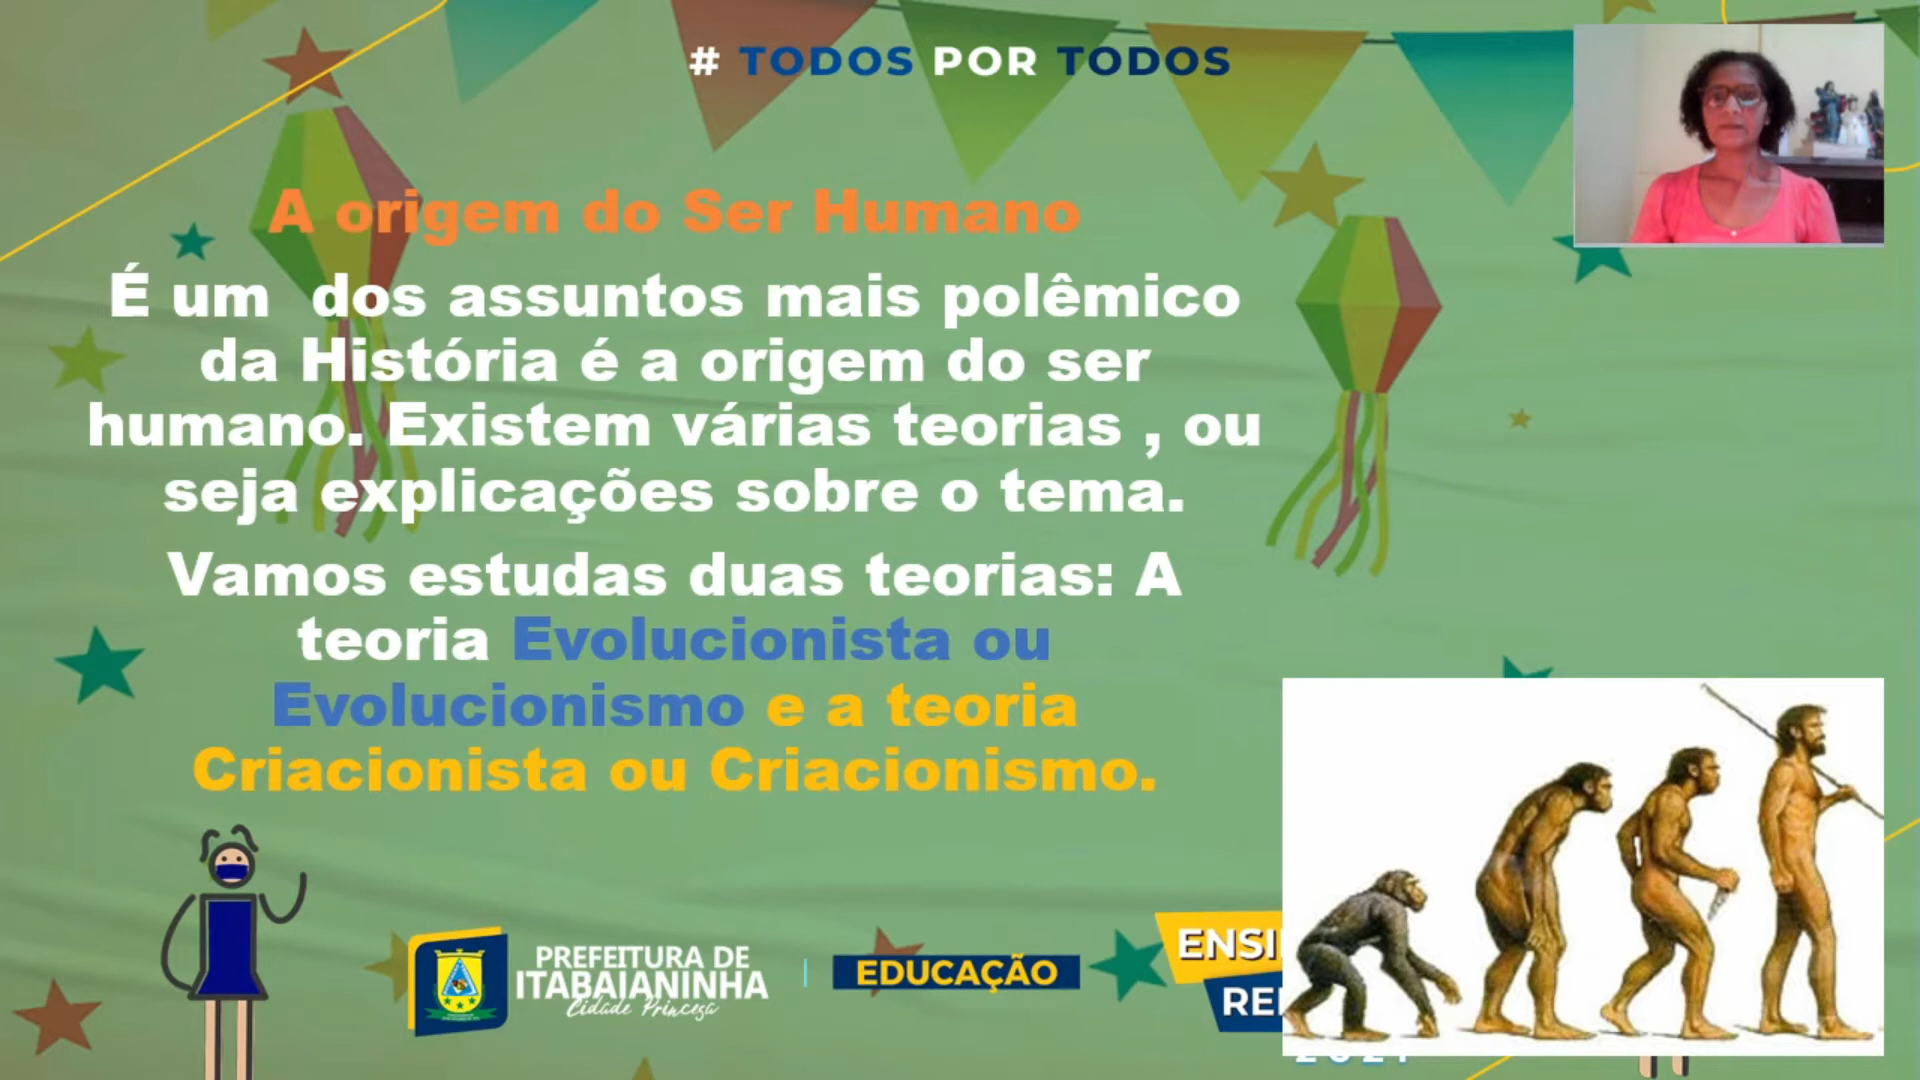 # TODOS POR TODOS
A origem do Ser Humano
É um dos assuntos mais polêmico
da História é a origem do ser
humano. Existem várias teorias , ou
seja explicações sobre o tema.
Vamos estudas duas teorias: A
teoria Evolucionista ou
Evolucionismo e a teoria
Criacionista ou Criacionismo.
PREFEITURA DE
ITABAIANINHA
Cidade Princesa
EDUCAÇÃO